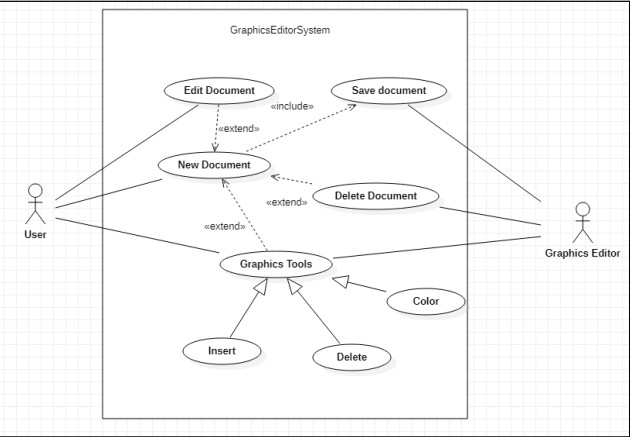 GraphicsEditorSystem
Edit Document
Save document
«include»
«extend»
New Document
Delete Document
«extend»
«extend»
User
Graphics Editor
Graphics Tools
Color
Insert
Delete